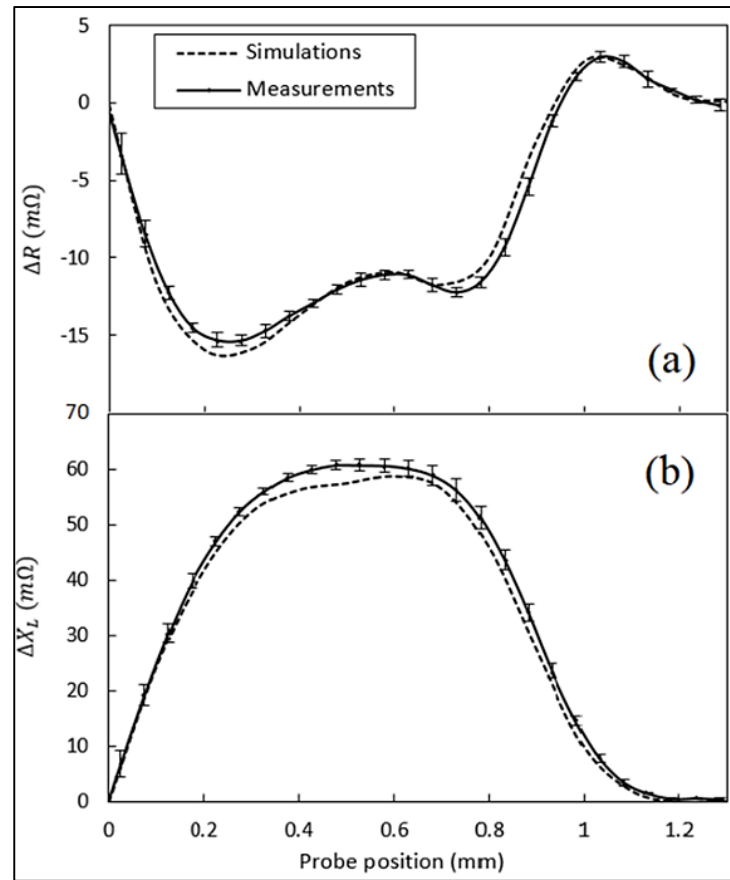 5
Simulations
Measurements
0
-5
-10
-15
ΔR (mΩ)
(a)
70
60
50
40
30
20
10
0
ΔX_L (mΩ)
(b)
0
0.2
0.4
0.6
0.8
1
1.2
Probe position (mm)